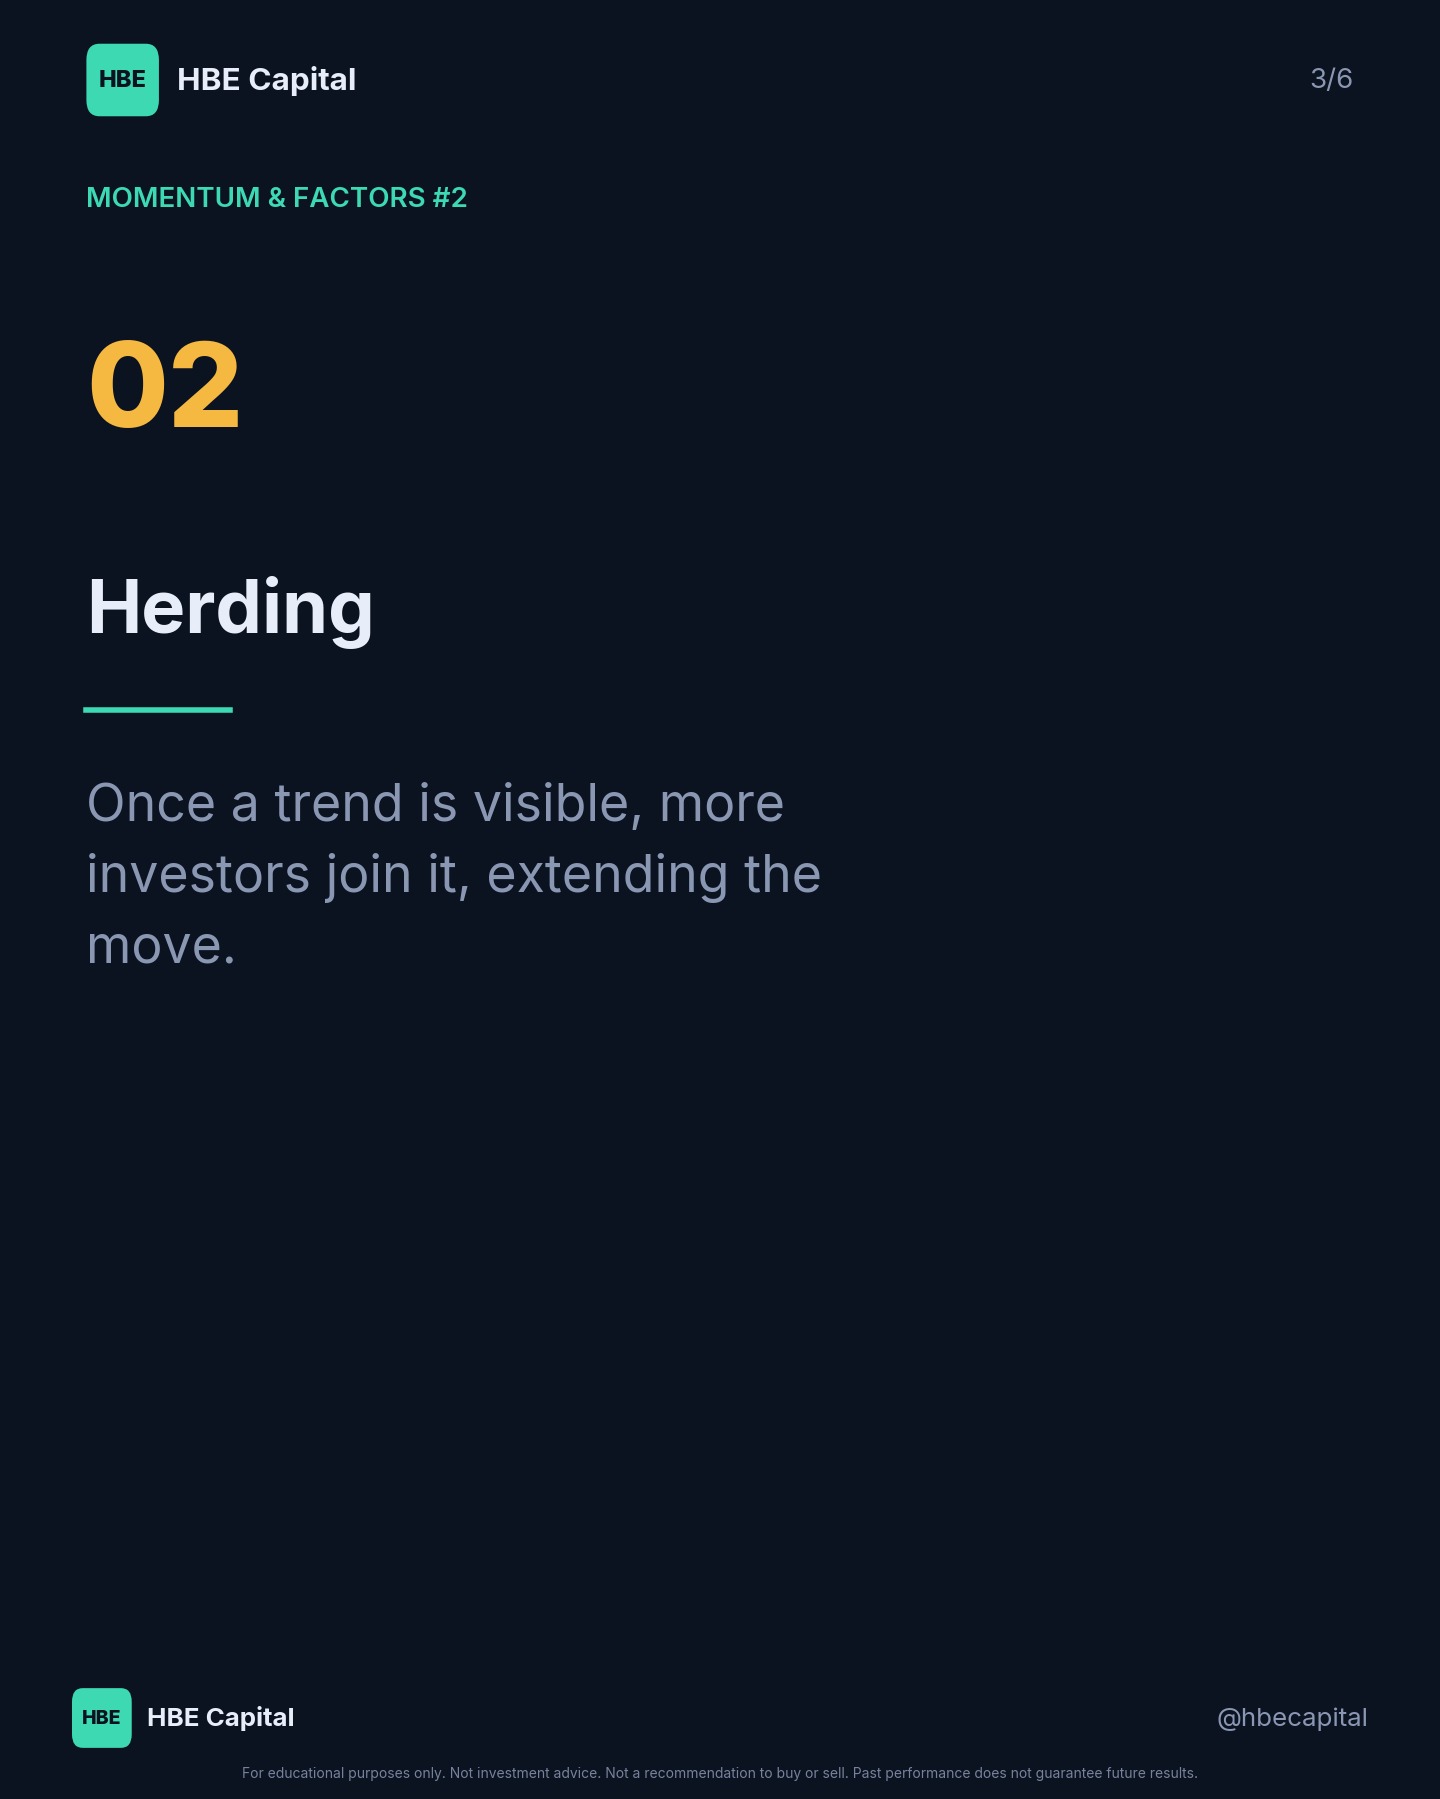 HBE
HBE Capital
3/6
MOMENTUM & FACTORS #2
02
Herding
Once a trend is visible, more
investors join it, extending the
move.
HBE
HBE Capital
@hbecapital
For educational purposes only. Not investment advice. Not a recommendation to buy or sell. Past performance does not guarantee future results.